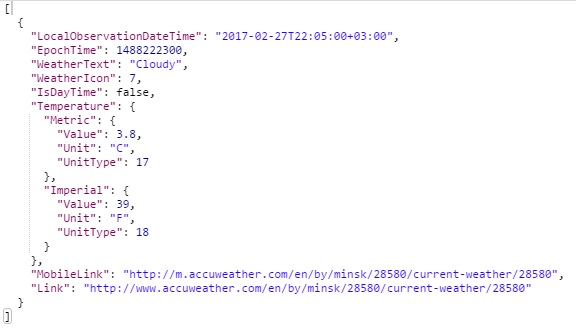 [
{
"LocalObservationDateTime": "2017-02-27T22:05:00+03:00",
"EpochTime": 1488222300,
"WeatherText": "Cloudy",
"WeatherIcon": 7,
"IsDayTime": false,
"Temperature": {
"Metric": {
"Value": 3.8,
"Unit": "C",
"UnitType": 17
},
"Imperial": {
"Value": 39,
"Unit": "F",
"UnitType": 18
}
},
"MobileLink": "http://m.accuweather.com/en/by/minsk/28580/current-weather/28580",
"Link": "http://www.accuweather.com/en/by/minsk/28580/current-weather/28580"
}
]